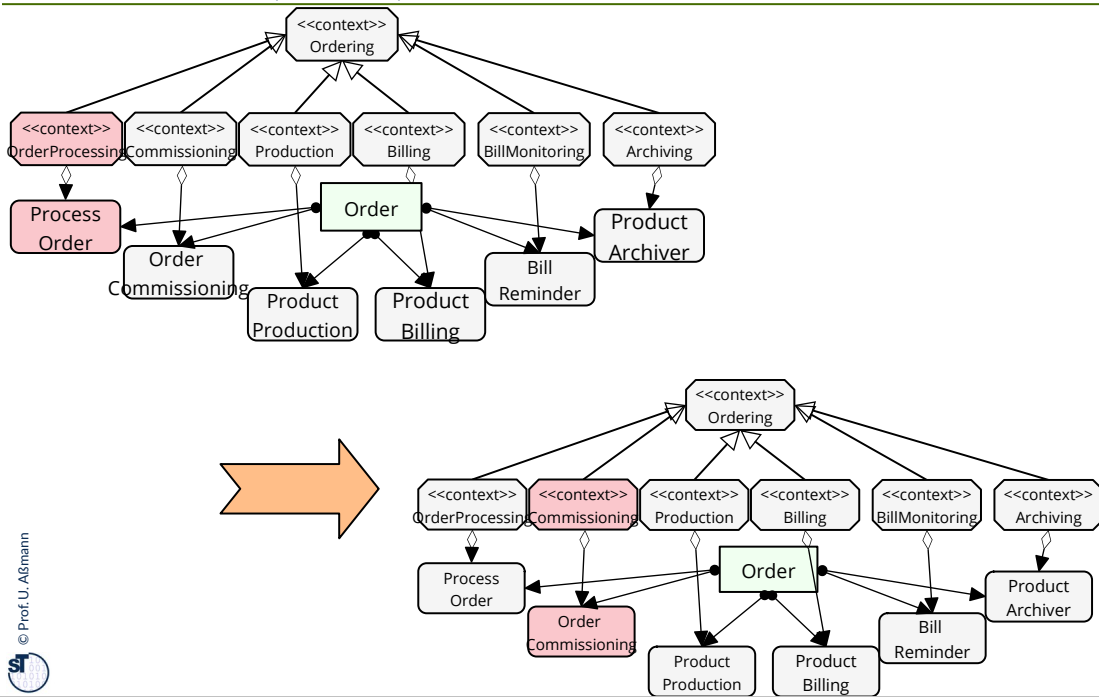 <<context>>
Ordering
<<context>>
OrderProcessing
<<context>>
Commissioning
<<context>>
Production
<<context>>
Billing
<<context>>
BillMonitoring
<<context>>
Archiving
Process
Order
Order
Commissioning
Product
Production
Order
Product
Billing
Bill
Reminder
Product
Archiver
<<context>>
Ordering
<<context>>
OrderProcessing
<<context>>
Commissioning
<<context>>
Production
<<context>>
Billing
<<context>>
BillMonitoring
<<context>>
Archiving
Process
Order
Order
Commissioning
Product
Production
Order
Product
Billing
Bill
Reminder
Product
Archiver
© Prof. U. Aßmann
ST